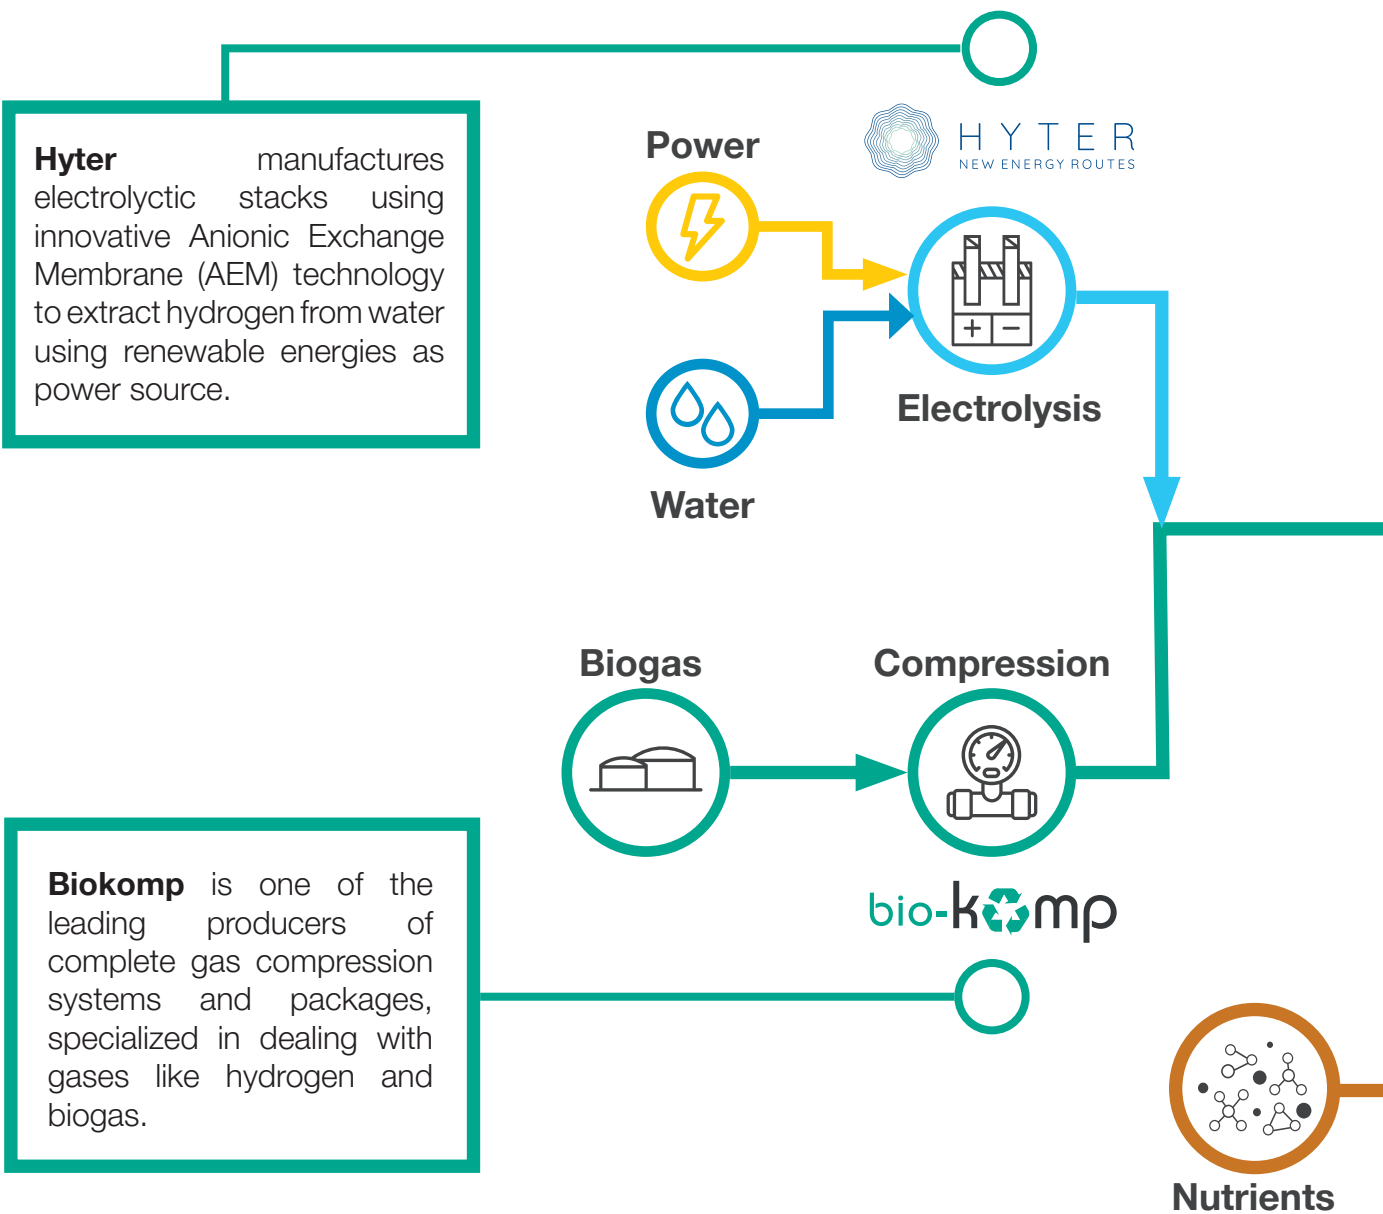 HYTER
NEW ENERGY ROUTES
Power
Hyter manufactures
electrolyctic stacks using
innovative Anionic Exchange
Membrane (AEM) technology
to extract hydrogen from water
using renewable energies as
power source.
+ −
Electrolysis
Water
Biogas
Compression
Biokomp is one of the
leading producers of
complete gas compression
systems and packages,
specialized in dealing with
gases like hydrogen and
biogas.
bio-komp
Nutrients